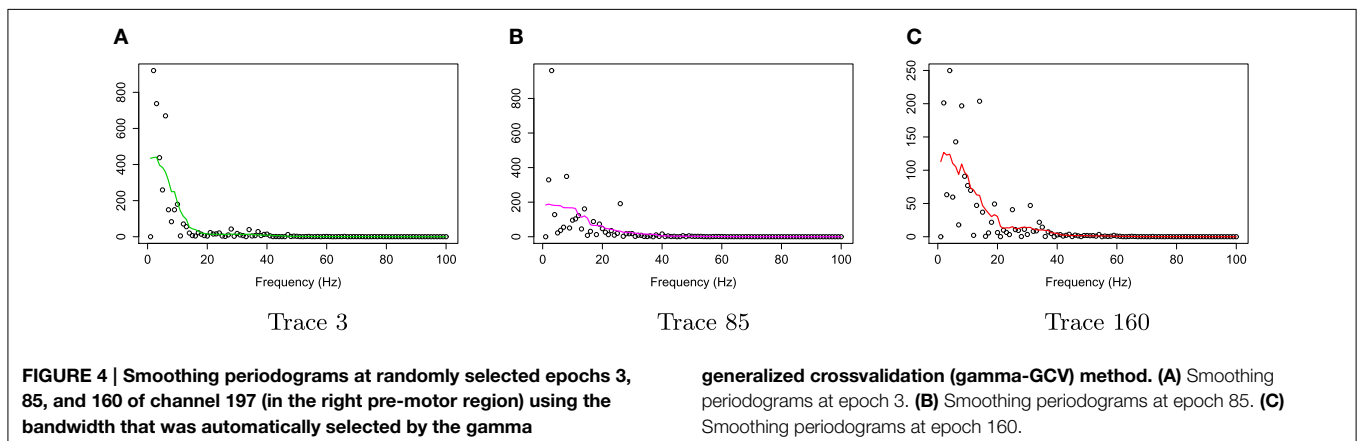 A
B
C
800
600
400
200
0
0 20 40 60 80 100
Frequency (Hz)
Trace 3
800
600
400
200
0
0 20 40 60 80 100
Frequency (Hz)
Trace 85
250
200
150
100
50
0
0 20 40 60 80 100
Frequency (Hz)
Trace 160
FIGURE 4 | Smoothing periodograms at randomly selected epochs 3,
85, and 160 of channel 197 (in the right pre-motor region) using the
bandwidth that was automatically selected by the gamma
generalized crossvalidation (gamma-GCV) method. (A) Smoothing
periodograms at epoch 3. (B) Smoothing periodograms at epoch 85. (C)
Smoothing periodograms at epoch 160.